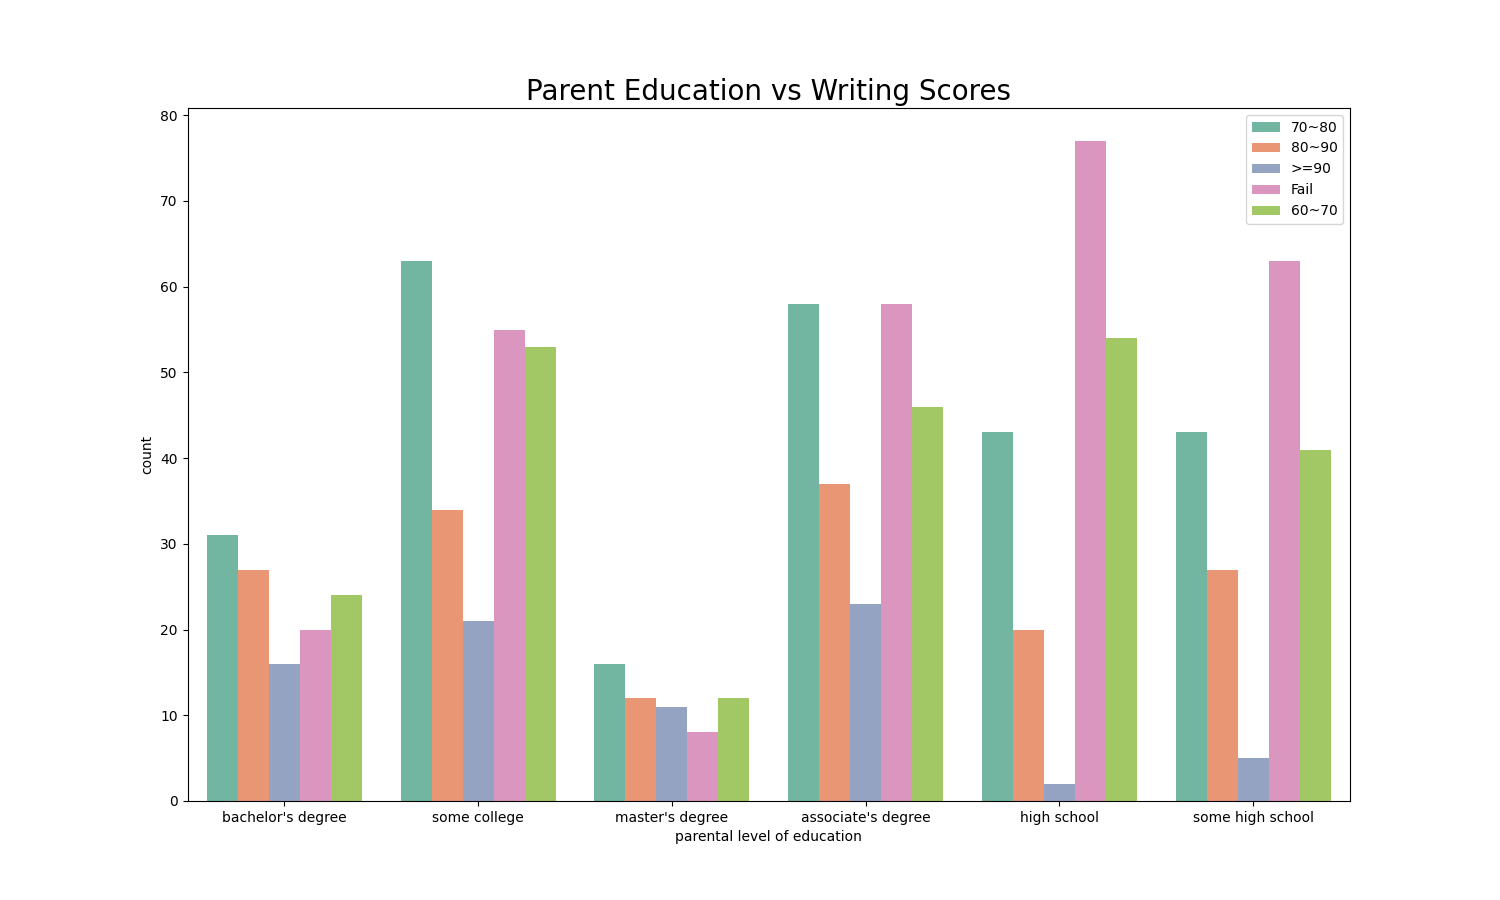 Parent Education vs Writing Scores
80
70
60
50
40
30
20
10
0
count
70~80
80~90
>=90
Fail
60~70
bachelor's degree
some college
master's degree
associate's degree
high school
some high school
parental level of education